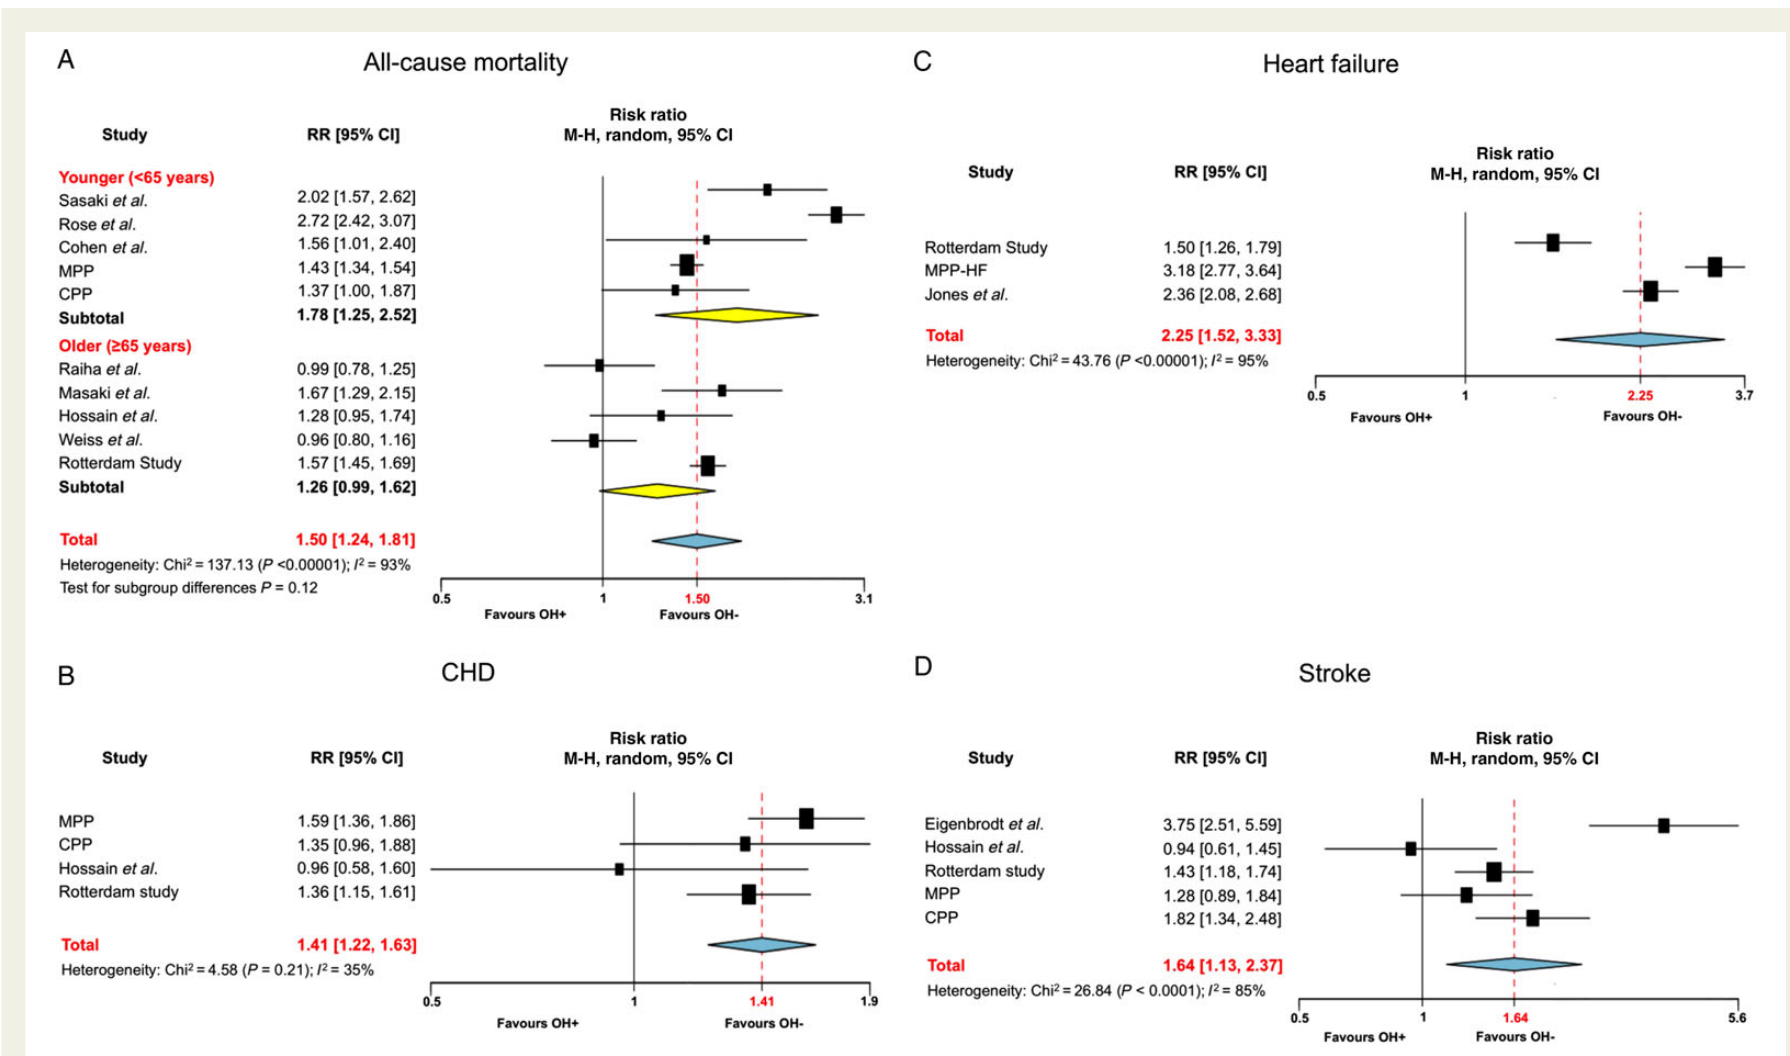 A
All-cause mortality
Study RR [95% CI] Risk ratio
M-H, random, 95% CI
Younger (<65 years)
Sasaki et al. 2.02 [1.57, 2.62]
Rose et al. 2.72 [2.42, 3.07]
Cohen et al. 1.56 [1.01, 2.40]
MPP 1.43 [1.34, 1.54]
CPP 1.37 [1.00, 1.87]
Subtotal 1.78 [1.25, 2.52]
Older (≥65 years)
Raiha et al. 0.99 [0.78, 1.25]
Masaki et al. 1.67 [1.29, 2.15]
Hossain et al. 1.28 [0.95, 1.74]
Weiss et al. 0.96 [0.80, 1.16]
Rotterdam Study 1.57 [1.45, 1.69]
Subtotal 1.26 [0.99, 1.62]
Total 1.50 [1.24, 1.81]
Heterogeneity: Chi² = 137.13 (P <0.00001); I² = 93%
Test for subgroup differences P = 0.12
0.5 1 1.50 3.1
Favours OH+ Favours OH-
B
CHD
Study RR [95% CI] Risk ratio
M-H, random, 95% CI
MPP 1.59 [1.36, 1.86]
CPP 1.35 [0.96, 1.88]
Hossain et al. 0.96 [0.58, 1.60]
Rotterdam study 1.36 [1.15, 1.61]
Total 1.41 [1.22, 1.63]
Heterogeneity: Chi² = 4.58 (P = 0.21); I² = 35%
0.5 1 1.41 1.9
Favours OH+ Favours OH-
C
Heart failure
Study RR [95% CI] Risk ratio
M-H, random, 95% CI
Rotterdam Study 1.50 [1.26, 1.79]
MPP-HF 3.18 [2.77, 3.64]
Jones et al. 2.36 [2.08, 2.68]
Total 2.25 [1.52, 3.33]
Heterogeneity: Chi² = 43.76 (P <0.00001); I² = 95%
0.5 1 2.25 3.7
Favours OH+ Favours OH-
D
Stroke
Study RR [95% CI] Risk ratio
M-H, random, 95% CI
Eigenbrodt et al. 3.75 [2.51, 5.59]
Hossain et al. 0.94 [0.61, 1.45]
Rotterdam study 1.43 [1.18, 1.74]
MPP 1.28 [0.89, 1.84]
CPP 1.82 [1.34, 2.48]
Total 1.64 [1.13, 2.37]
Heterogeneity: Chi² = 26.84 (P < 0.0001); I² = 85%
0.5 1 1.64 5.6
Favours OH+ Favours OH-